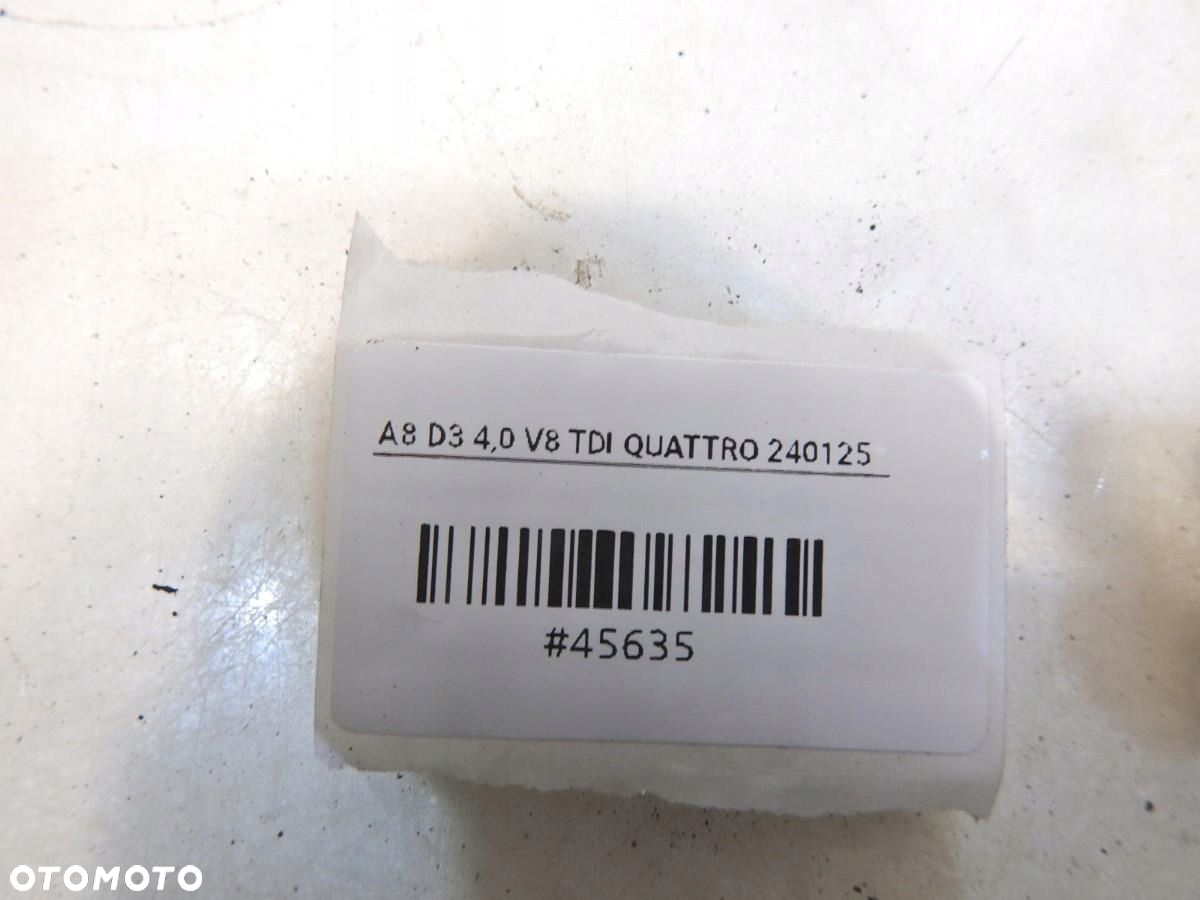 A8 D3 4,0 V8 TDI QUATTRO 240125
#45635
OTOMOTO